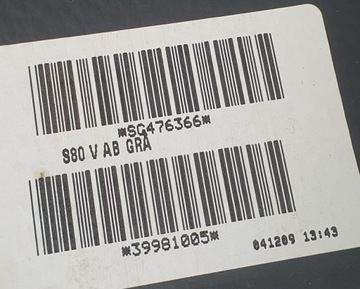 *SG476366*
S80 V AB GRA
*39981005*
041209 13:43